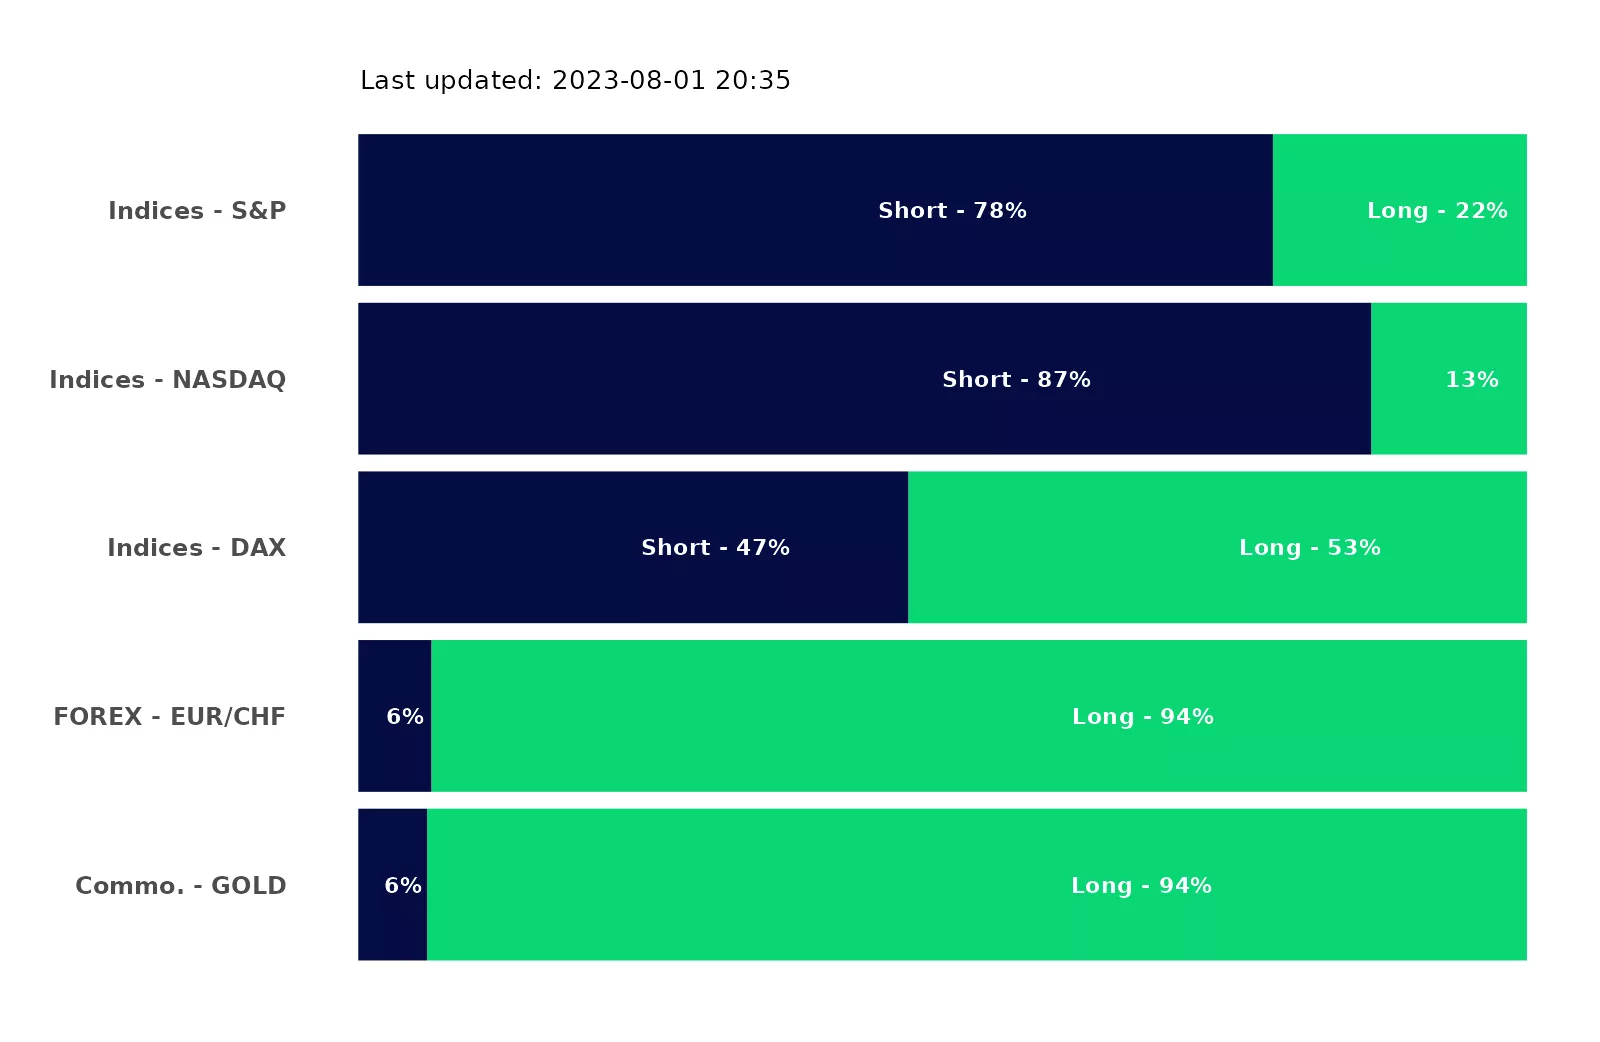 Last updated: 2023-08-01 20:35
Indices - S&P Short - 78% Long - 22%
Indices - NASDAQ Short - 87% 13%
Indices - DAX Short - 47% Long - 53%
FOREX - EUR/CHF 6% Long - 94%
Commo. - GOLD 6% Long - 94%